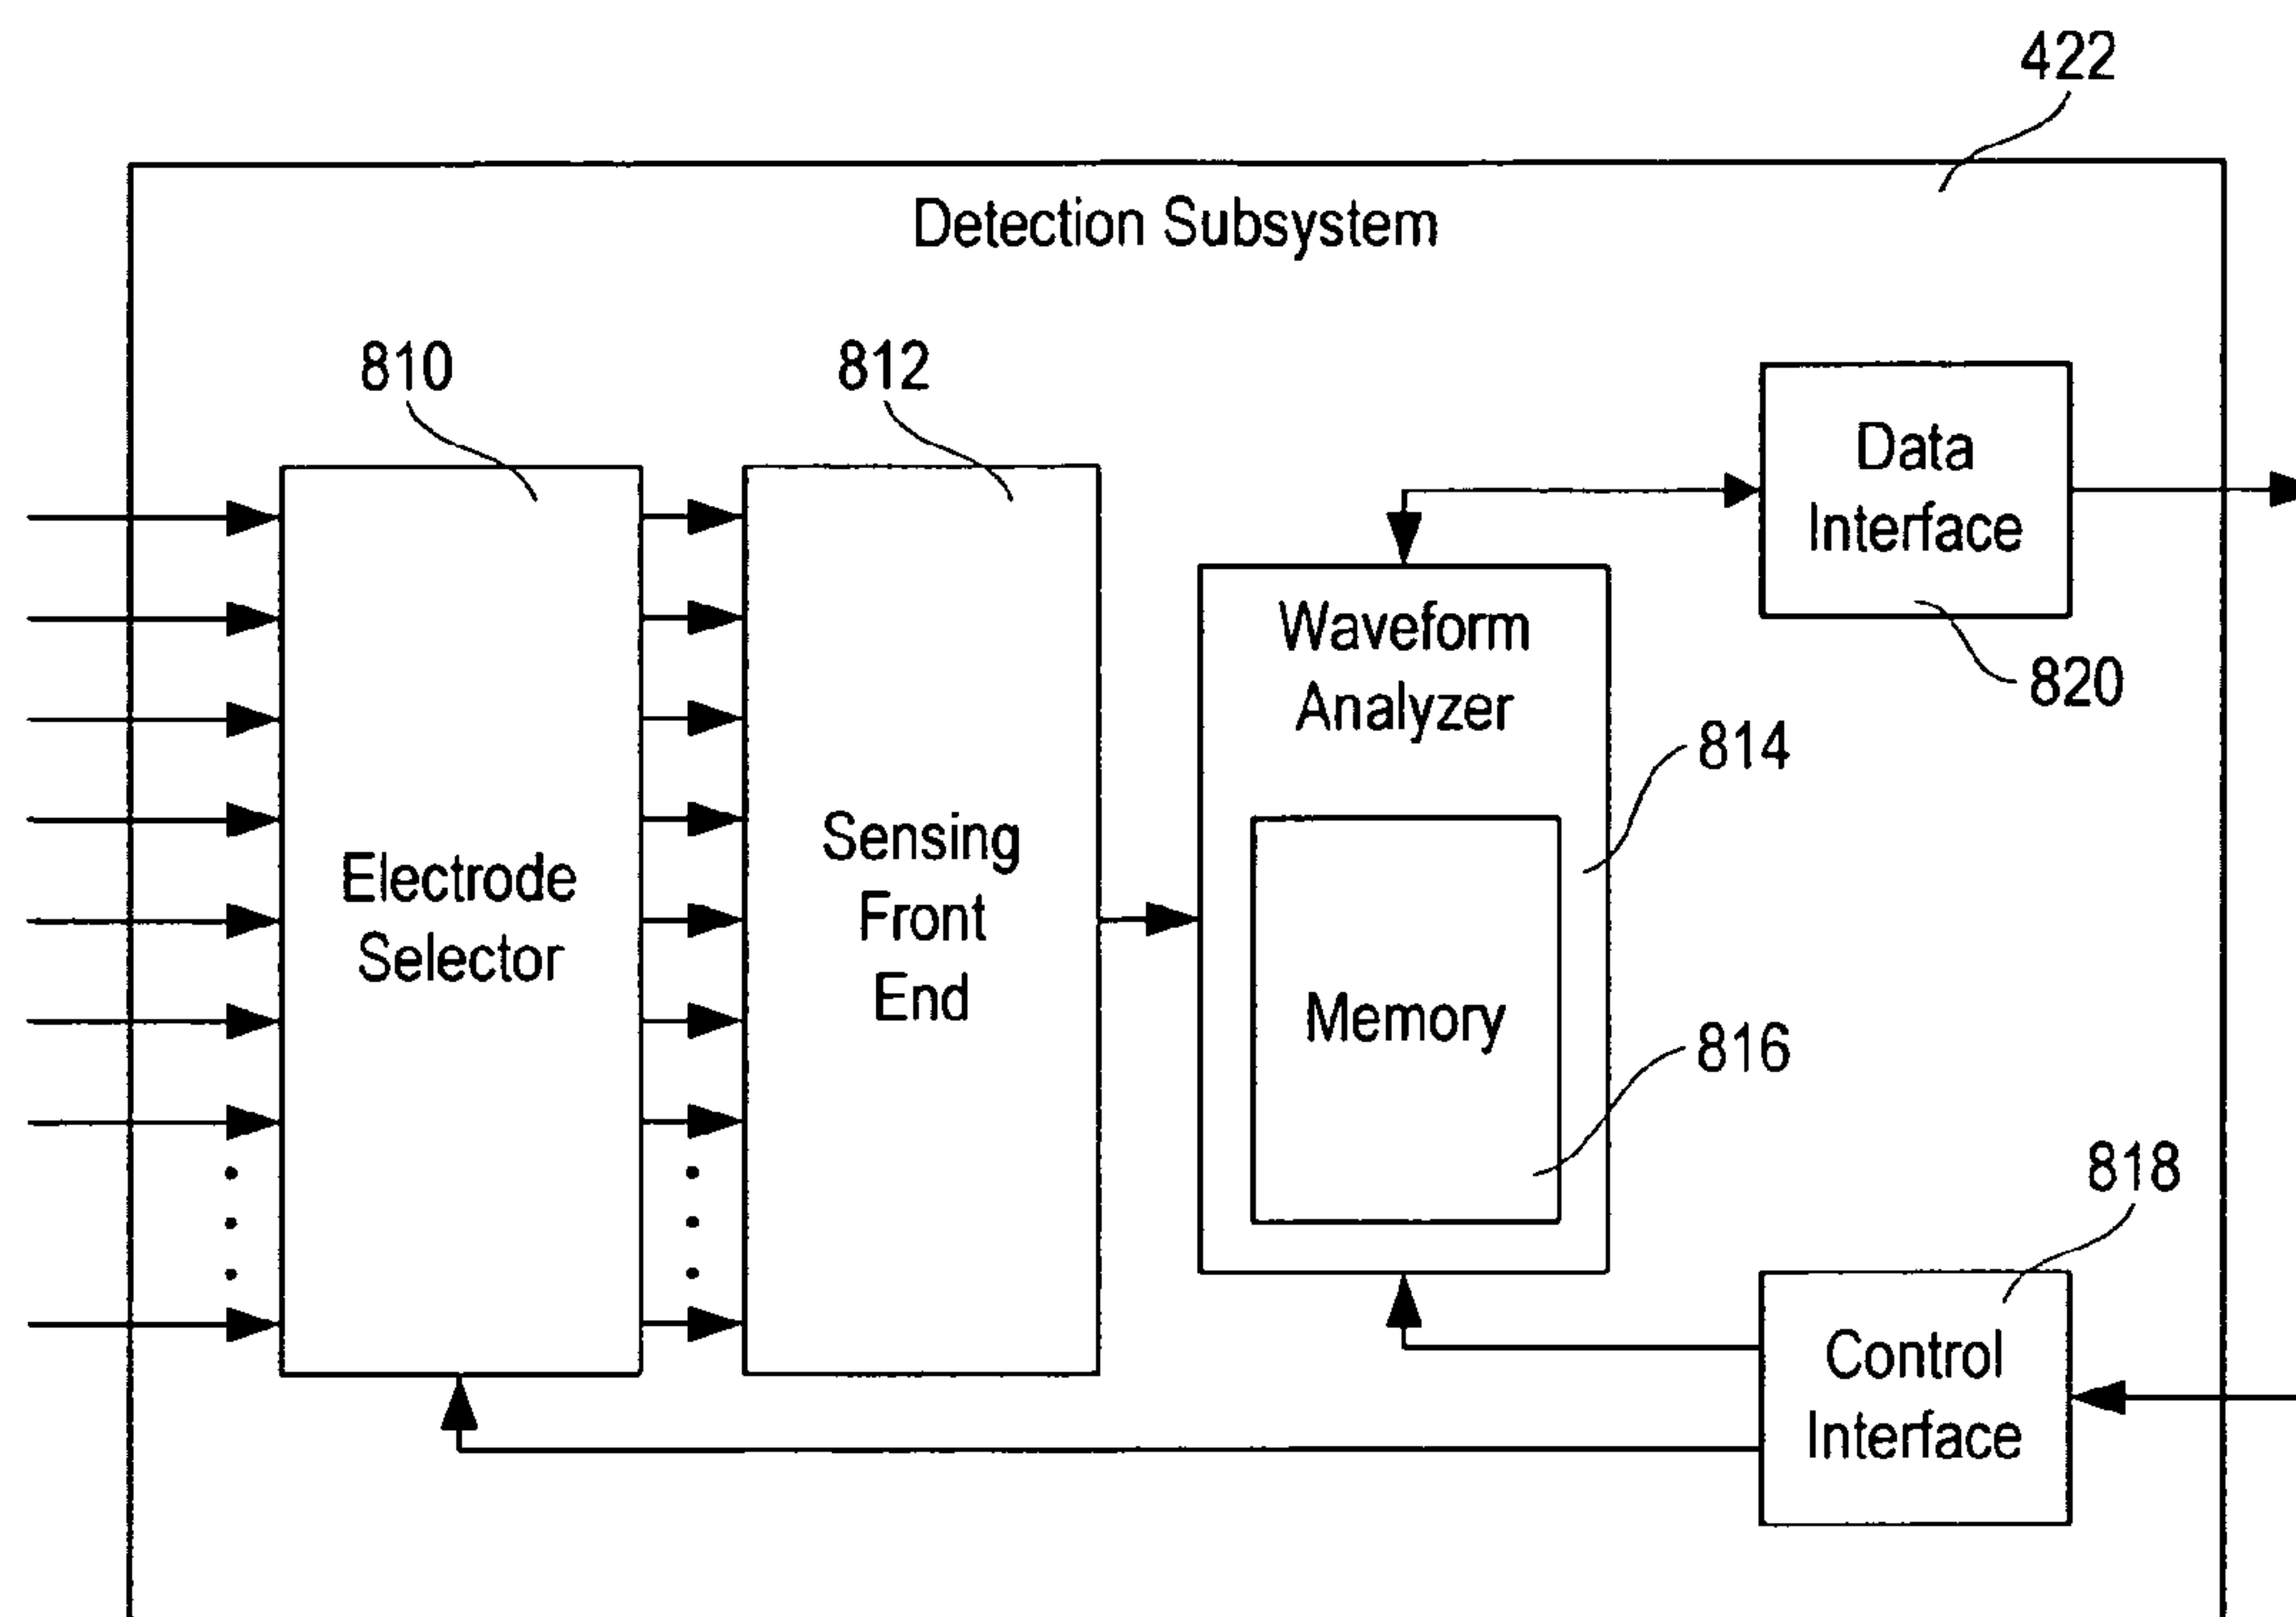 422
Detection Subsystem
810
812
Data
Interface
820
Waveform
Analyzer
814
Electrode
Selector
Sensing
Front
End
Memory
816
818
Control
Interface